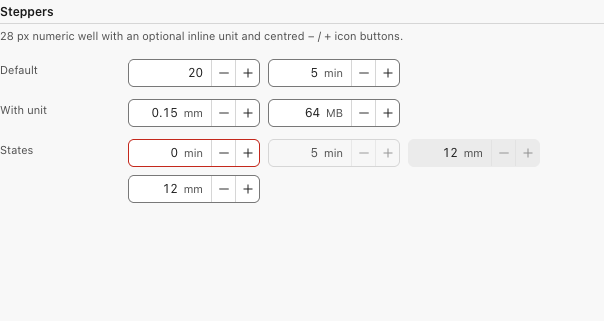 Steppers
28 px numeric well with an optional inline unit and centred – / + icon buttons.
Default 20 − + 5 min − +
With unit 0.15 mm − + 64 MB − +
States 0 min − + 5 min − + 12 mm − +
12 mm − +